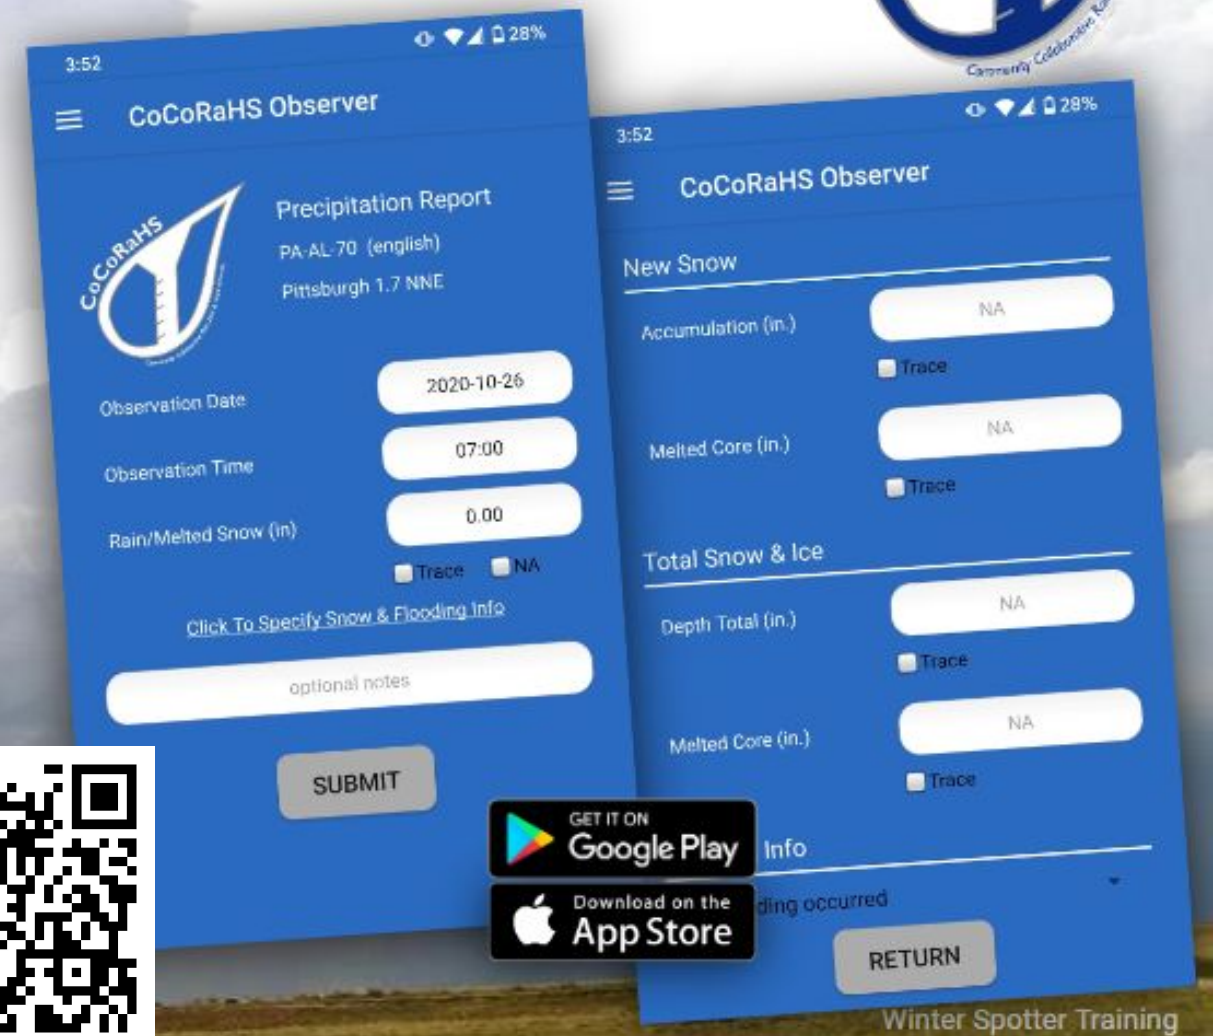 3:52
28%
CoCoRaHS Observer
CoCoRaHS
Precipitation Report
PA-AL-70 (english)
Pittsburgh 1.7 NNE
Observation Date
2020-10-26
Observation Time
07:00
Rain/Melted Snow (in)
0.00
Trace
NA
Click To Specify Snow & Flooding Info
optional notes
SUBMIT
Community Collaborative
3:52
28%
CoCoRaHS Observer
New Snow
Accumulation (in.)
NA
Trace
Melted Core (in.)
NA
Trace
Total Snow & Ice
Depth Total (in.)
NA
Trace
Melted Core (in.)
NA
Trace
Info
ding occurred
RETURN
GET IT ON
Google Play
Download on the
App Store
Winter Spotter Training